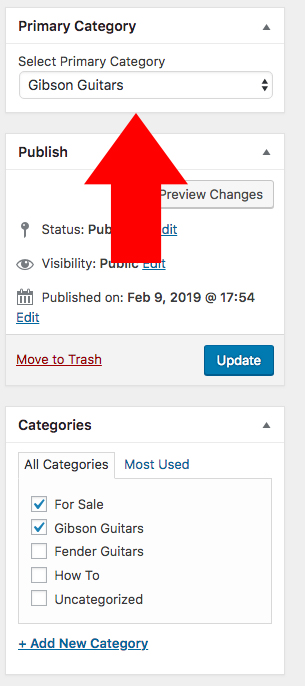 Primary Category
Select Primary Category
Gibson Guitars
Publish
Preview Changes
Status: Edit
Visibility: Public Edit
Published on: Feb 9, 2019 @ 17:54
Edit
Move to Trash
Update
Categories
All Categories Most Used
For Sale
Gibson Guitars
Fender Guitars
How To
Uncategorized
+ Add New Category